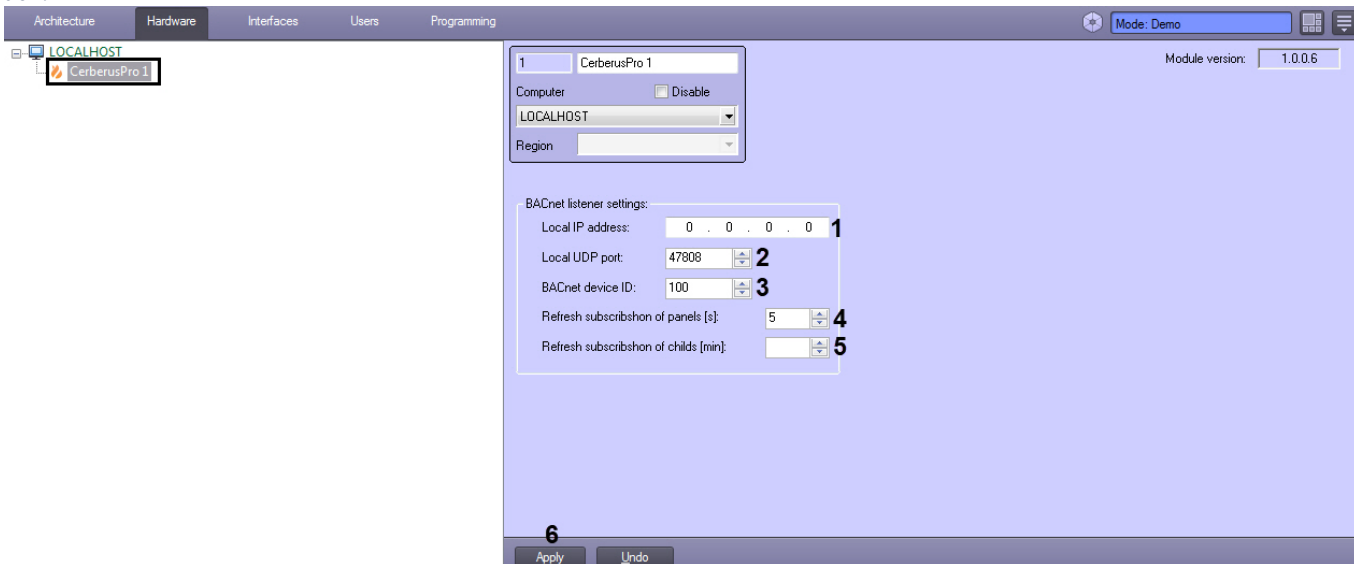 Architecture Hardware Interfaces Users Programming Mode: Demo
LOCALHOST
CerberusPro 1
1 CerberusPro 1 Module version: 1.0.0.6
Computer Disable
LOCALHOST
Region
BACnet listener settings:
Local IP address: 0 . 0 . 0 . 0 1
Local UDP port: 47808 2
BACnet device ID: 100 3
Refresh subscribshon of panels [s]: 5 4
Refresh subscribshon of childs [min]: 5
6
Apply Undo